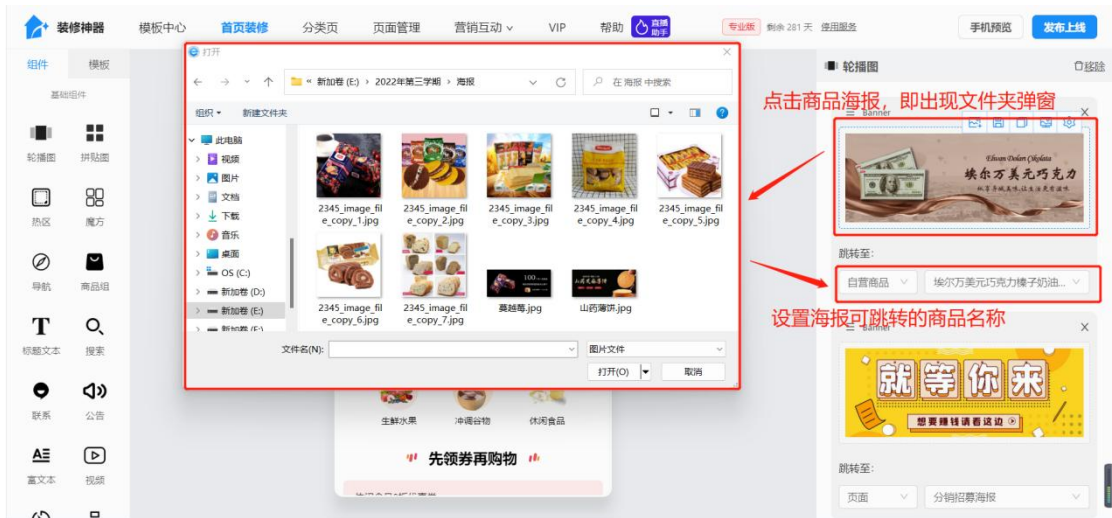 装修神器
模板中心
首页装修
分类页
页面管理
营销互动
VIP
帮助
直播助手
专业版
剩余 281 天
停用服务
手机预览
发布上线
组件
模板
基础组件
轮播图
拼贴图
热区
魔方
导航
商品组
标题文本
搜索
联系
公告
富文本
视频
打开
« 新加卷 (E:) › 2022年第三学期 › 海报
在 海报 中搜索
组织
新建文件夹
此电脑
视频
图片
文档
下载
音乐
桌面
OS (C:)
新加卷 (D:)
新加卷 (E:)
新加卷 (E:)
2345_image_file_copy_1.jpg
2345_image_file_copy_2.jpg
2345_image_file_copy_3.jpg
2345_image_file_copy_4.jpg
2345_image_file_copy_5.jpg
2345_image_file_copy_6.jpg
2345_image_file_copy_7.jpg
蔓越莓.jpg
山药薄饼.jpg
文件名(N):
图片文件
打开(O)
取消
生鲜水果
冲调谷物
休闲食品
先领券再购物
轮播图
移除
点击商品海报，即出现文件夹弹窗
Banner
埃尔万美元巧克力
跳转至:
自营商品
埃尔万美元巧克力榛子奶油...
设置海报可跳转的商品名称
Banner
就等你来
想要赚钱请看这边
跳转至:
页面
分销招募海报